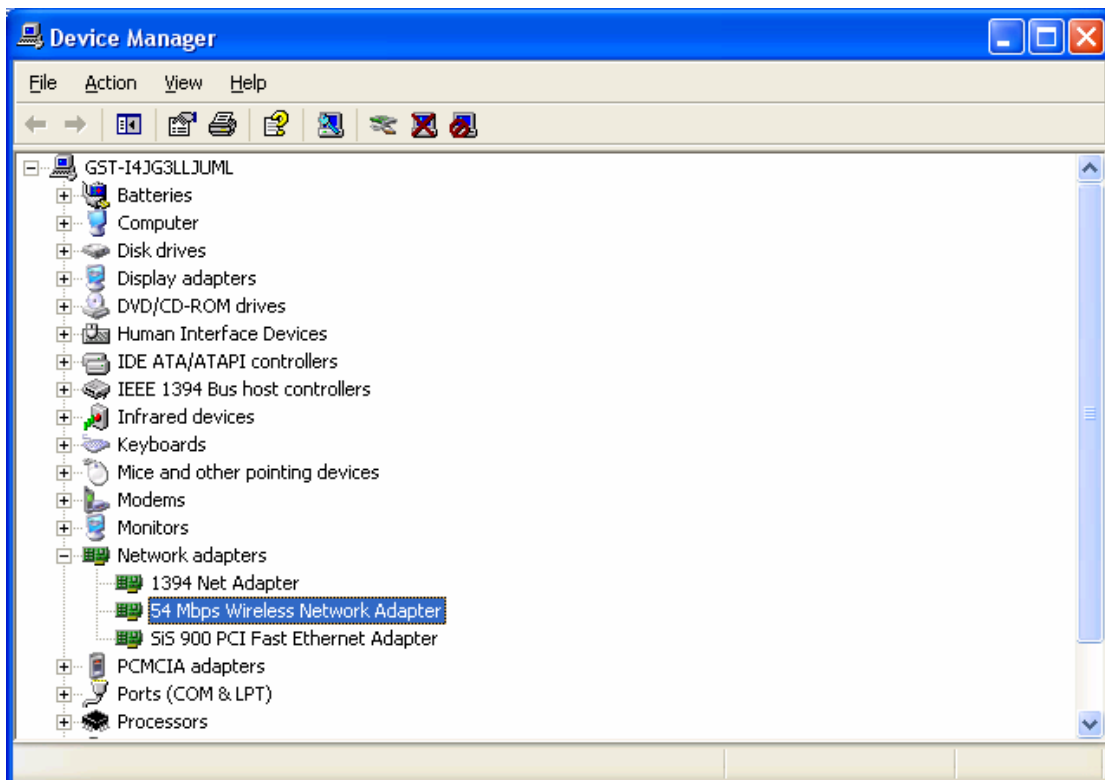 Device Manager
File Action View Help
GST-I4JG3LLJUML
Batteries
Computer
Disk drives
Display adapters
DVD/CD-ROM drives
Human Interface Devices
IDE ATA/ATAPI controllers
IEEE 1394 Bus host controllers
Infrared devices
Keyboards
Mice and other pointing devices
Modems
Monitors
Network adapters
1394 Net Adapter
54 Mbps Wireless Network Adapter
SiS 900 PCI Fast Ethernet Adapter
PCMCIA adapters
Ports (COM & LPT)
Processors